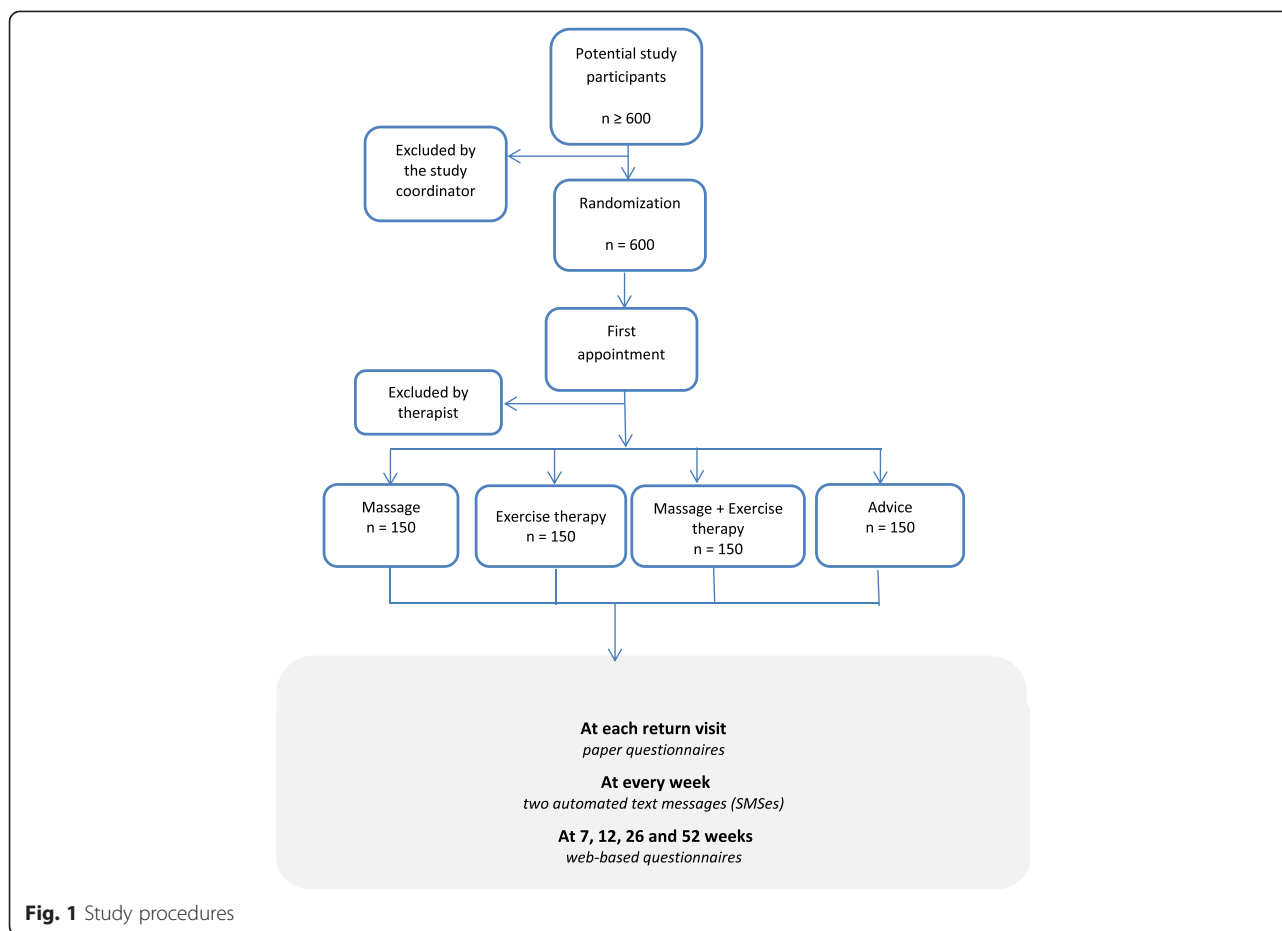 Potential study
participants
n ≥ 600
Excluded by
the study
coordinator
Randomization
n = 600
First
appointment
Excluded by
therapist
Massage
n = 150
Exercise therapy
n = 150
Massage + Exercise
therapy
n = 150
Advice
n = 150
At each return visit
paper questionnaires
At every week
two automated text messages (SMSes)
At 7, 12, 26 and 52 weeks
web-based questionnaires
Fig. 1 Study procedures